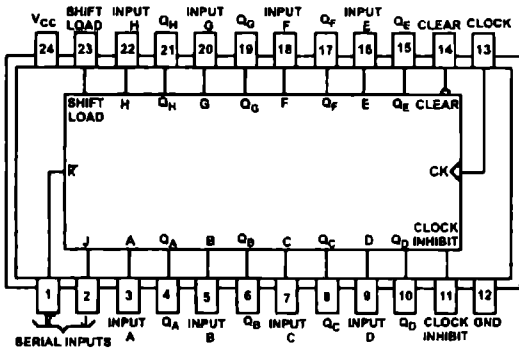 VCC SHIFT LOAD INPUT H QH INPUT G QG INPUT F QF INPUT E QE CLEAR CLOCK
24 23 22 21 20 19 18 17 16 15 14 13
SHIFT LOAD H QH G QG F QF E QE CLEAR
K̅ CK
J A QA B QB C QC D QD CLOCK INHIBIT
1 2 3 4 5 6 7 8 9 10 11 12
SERIAL INPUTS INPUT A QA INPUT B QB INPUT C QC INPUT D QD CLOCK INHIBIT GND